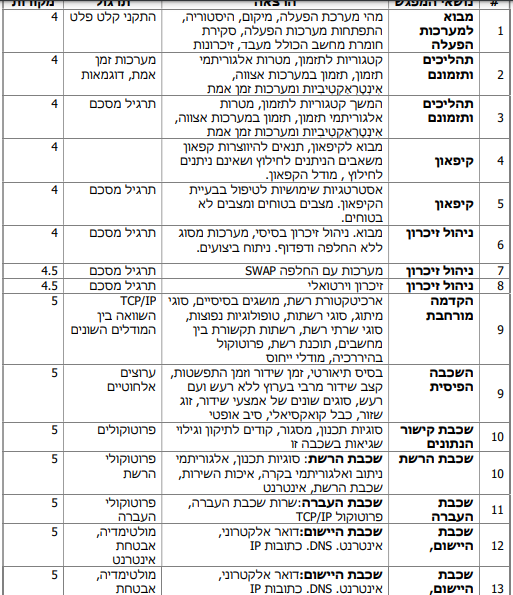 # נושאי המפגש הרצאה תרגול מקורות
1 מבוא למערכות הפעלה מהי מערכת הפעלה, מיקום, היסטוריה, התקני קלט פלט 4
התפתחות מערכות הפעלה, סקירת
חומרת מחשב הכולל מעבד, זיכרונות
2 תהליכים ותזמונם קטגוריות לתזמון, מטרות אלגוריתמי מערכות זמן 4
תזמון, תזמון במערכות אצווה, אמת, דוגמאות
אינְטֶרַאקְטִיביות ומערכות זמן אמת
3 תהליכים ותזמונם המשך קטגוריות לתזמון, מטרות תרגיל מסכם 4
אלגוריתמי תזמון, תזמון במערכות אצווה,
אינְטֶרַאקְטִיביות ומערכות זמן אמת
4 קיפאון מבוא לקיפאון, תנאים להיווצרות קפאון תרגיל מסכם 4
משאבים הניתנים לחילוץ ושאינם ניתנים
לחילוץ , מודל הקפאון.
5 קיפאון אסטרטגיות שימושיות לטיפול בבעיית תרגיל מסכם 4
הקיפאון. מצבים בטוחים ומצבים לא
בטוחים.
6 ניהול זיכרון מבוא. ניהול זיכרון בסיסי, מערכות מסוג תרגיל מסכם 4
ללא החלפה ודפדוף. ניתוח ביצועים.
7 ניהול זיכרון מערכות עם החלפה SWAP תרגיל מסכם 4.5
8 ניהול זיכרון זיכרון וירטואלי תרגיל מסכם 4.5
9 הקדמה מורחבת ארכיטקטורת רשת, מושגים בסיסיים, סוגי TCP/IP 5
מיתוג, סוגי רשתות, טופולוגיות נפוצות, השוואה בין
סוגי שרתי רשת, רשתות תקשורת בין המודלים השונים
מחשבים, תוכנת רשת, פרוטוקול
בהיררכיה, מודלי ייחוס
9 השכבה הפיסית בסיס תיאורטי, זמן שידור וזמן התפשטות, ערוצים 5
קצב שידור מרבי בערוץ ללא רעש ועם אלחוטיים
רעש, סוגים שונים של אמצעי שידור, זוג
שזור, כבל קואקסיאלי, סיב אופטי
10 שכבת קישור הנתונים סוגיות תכנון, מסגור, קודים לתיקון וגילוי פרוטוקולים 5
שגיאות בשכבה זו
10 שכבת הרשת שכבת הרשת: סוגיות תכנון, אלגוריתמי פרוטוקולי 5
ניתוב ואלגוריתמי בקרה, איכות השירות, הרשת
שכבת הרשת, אינטרנט
11 שכבת העברה שכבת העברה:שרות שכבת העברה, פרוטוקולי 5
פרוטוקול TCP/IP העברה
12 שכבת היישום, שכבת היישום:דואר אלקטרוני, מולטימדיה, 5
אינטרנט. DNS. כתובות IP אבטחת
אינטרנט
13 שכבת היישום, שכבת היישום:דואר אלקטרוני, מולטימדיה, 5
אינטרנט. DNS. כתובות IP אבטחת